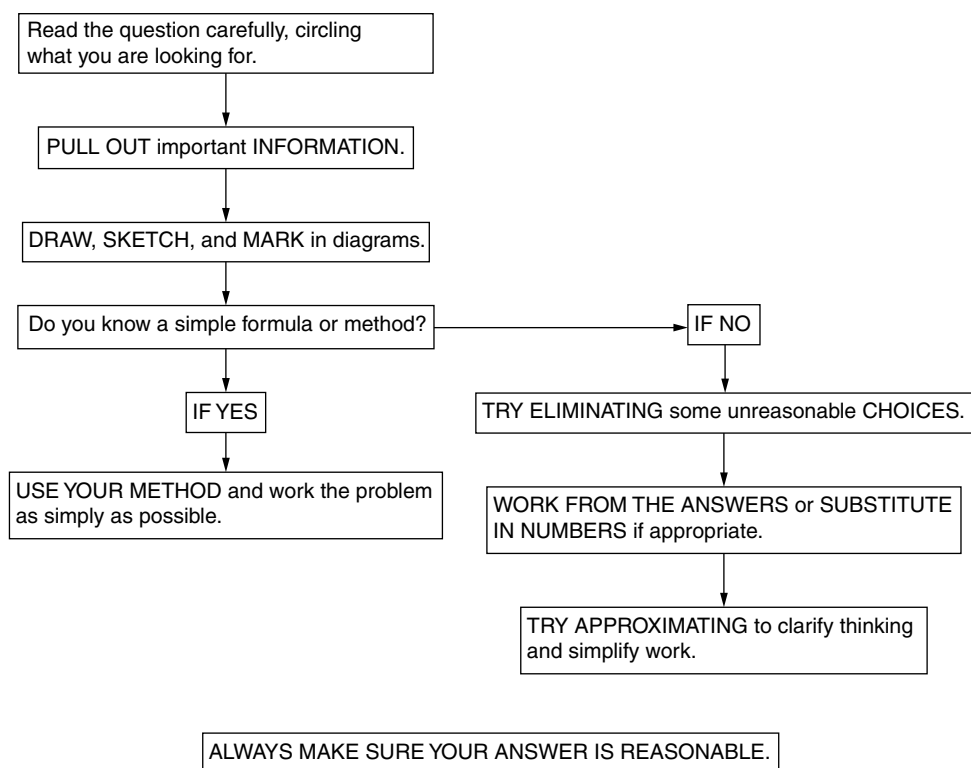 Read the question carefully, circling
what you are looking for.
PULL OUT important INFORMATION.
DRAW, SKETCH, and MARK in diagrams.
Do you know a simple formula or method?
IF NO
IF YES
TRY ELIMINATING some unreasonable CHOICES.
USE YOUR METHOD and work the problem
as simply as possible.
WORK FROM THE ANSWERS or SUBSTITUTE
IN NUMBERS if appropriate.
TRY APPROXIMATING to clarify thinking
and simplify work.
ALWAYS MAKE SURE YOUR ANSWER IS REASONABLE.